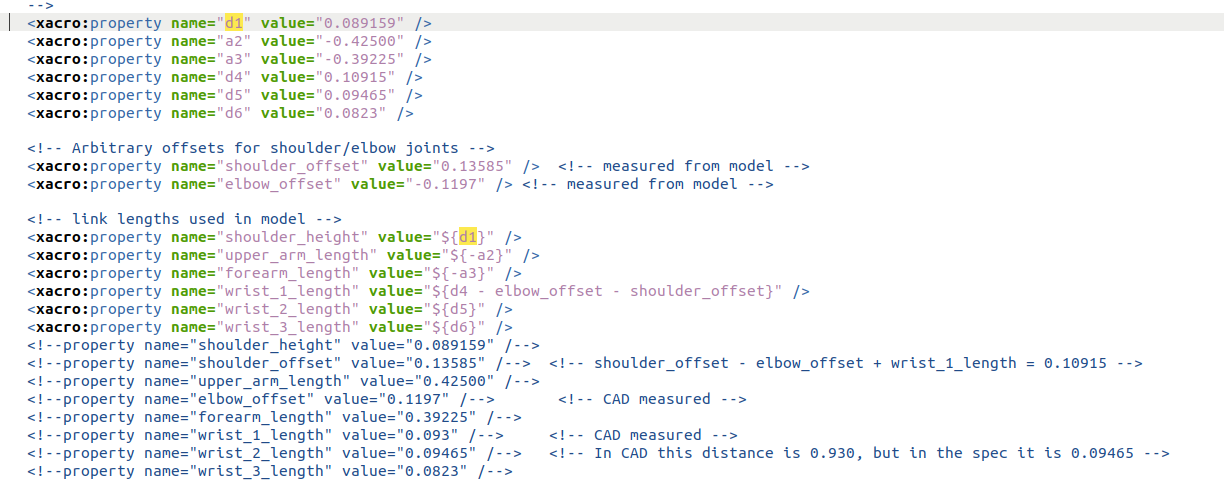 -->
<xacro:property name="d1" value="0.089159" />
<xacro:property name="a2" value="-0.42500" />
<xacro:property name="a3" value="-0.39225" />
<xacro:property name="d4" value="0.10915" />
<xacro:property name="d5" value="0.09465" />
<xacro:property name="d6" value="0.0823" />
<!-- Arbitrary offsets for shoulder/elbow joints -->
<xacro:property name="shoulder_offset" value="0.13585" />  <!-- measured from model -->
<xacro:property name="elbow_offset" value="-0.1197" /> <!-- measured from model -->
<!-- link lengths used in model -->
<xacro:property name="shoulder_height" value="${d1}" />
<xacro:property name="upper_arm_length" value="${-a2}" />
<xacro:property name="forearm_length" value="${-a3}" />
<xacro:property name="wrist_1_length" value="${d4 - elbow_offset - shoulder_offset}" />
<xacro:property name="wrist_2_length" value="${d5}" />
<xacro:property name="wrist_3_length" value="${d6}" />
<!--property name="shoulder_height" value="0.089159" /-->
<!--property name="shoulder_offset" value="0.13585" /-->  <!-- shoulder_offset - elbow_offset + wrist_1_length = 0.10915 -->
<!--property name="upper_arm_length" value="0.42500" /-->
<!--property name="elbow_offset" value="0.1197" /-->       <!-- CAD measured -->
<!--property name="forearm_length" value="0.39225" /-->
<!--property name="wrist_1_length" value="0.093" /-->     <!-- CAD measured -->
<!--property name="wrist_2_length" value="0.09465" /-->   <!-- In CAD this distance is 0.930, but in the spec it is 0.09465 -->
<!--property name="wrist_3_length" value="0.0823" /-->